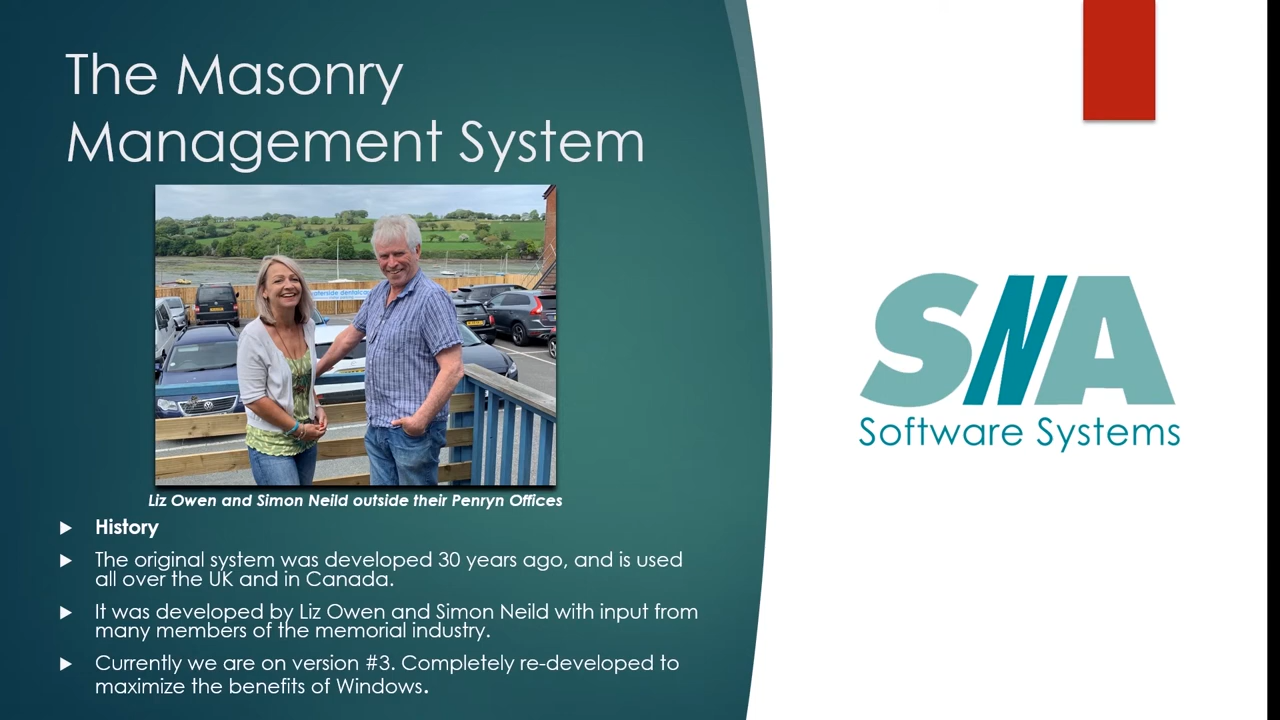 The Masonry
Management System
waterside dentalcare
Liz Owen and Simon Neild outside their Penryn Offices
History
The original system was developed 30 years ago, and is used
all over the UK and in Canada.
It was developed by Liz Owen and Simon Neild with input from
many members of the memorial industry.
Currently we are on version #3. Completely re-developed to
maximize the benefits of Windows.
SNA
Software Systems